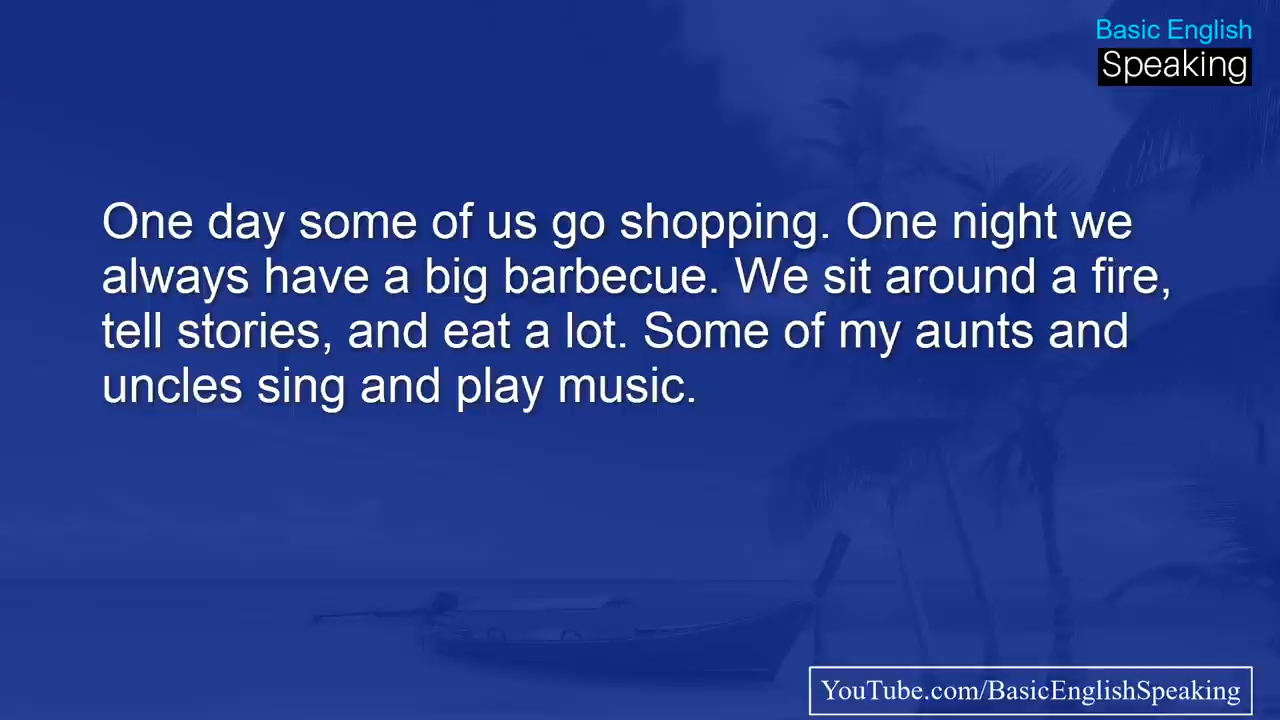 Basic English
Speaking
One day some of us go shopping. One night we
always have a big barbecue. We sit around a fire,
tell stories, and eat a lot. Some of my aunts and
uncles sing and play music.
YouTube.com/BasicEnglishSpeaking